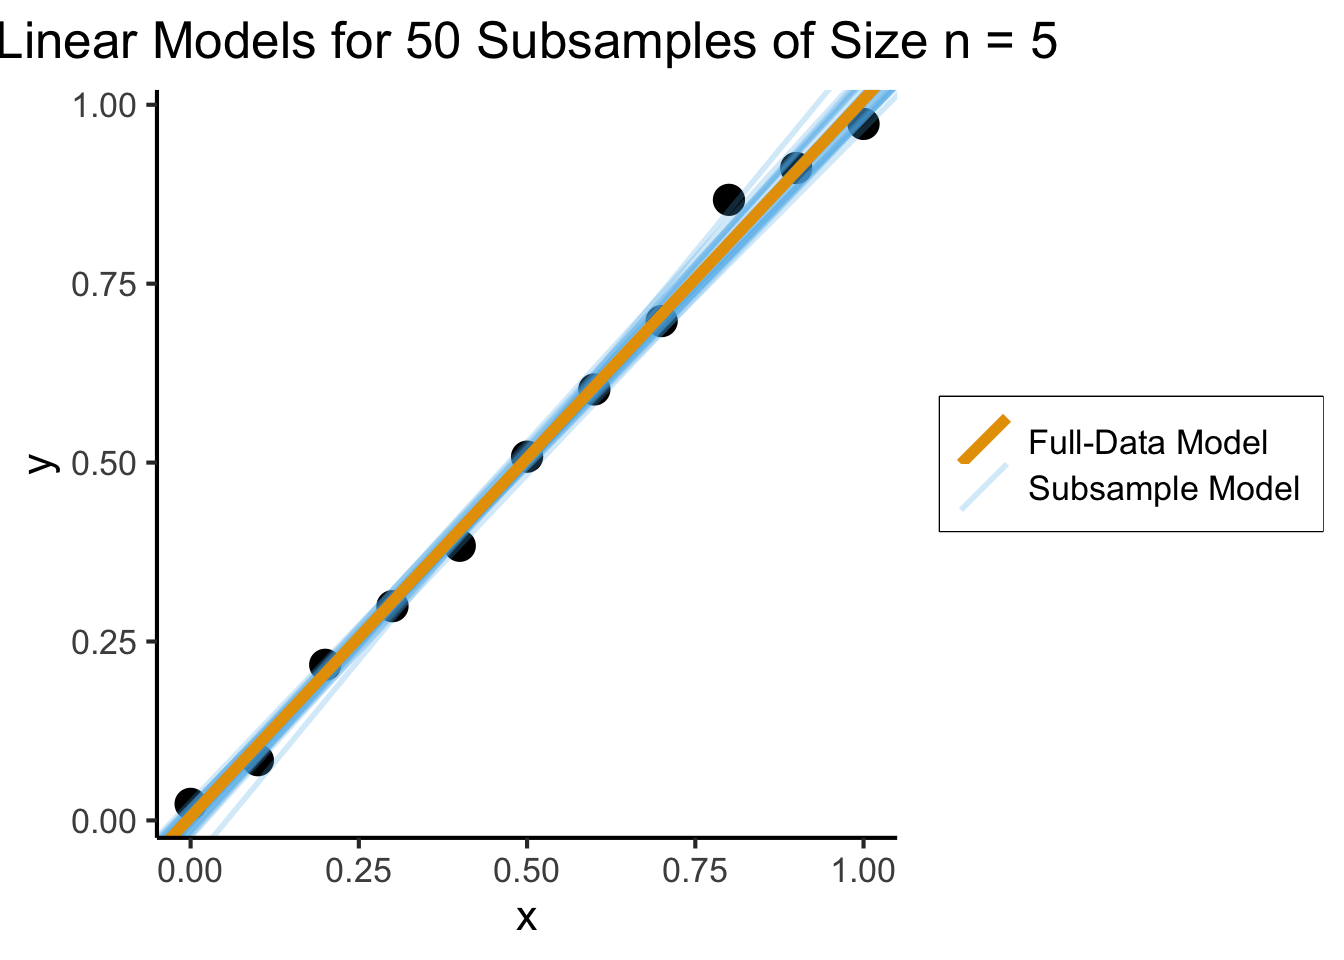 Linear Models for 50 Subsamples of Size n = 5
1.00
0.75
0.50
0.25
0.00
y
0.00 0.25 0.50 0.75 1.00
x
Full-Data Model
Subsample Model